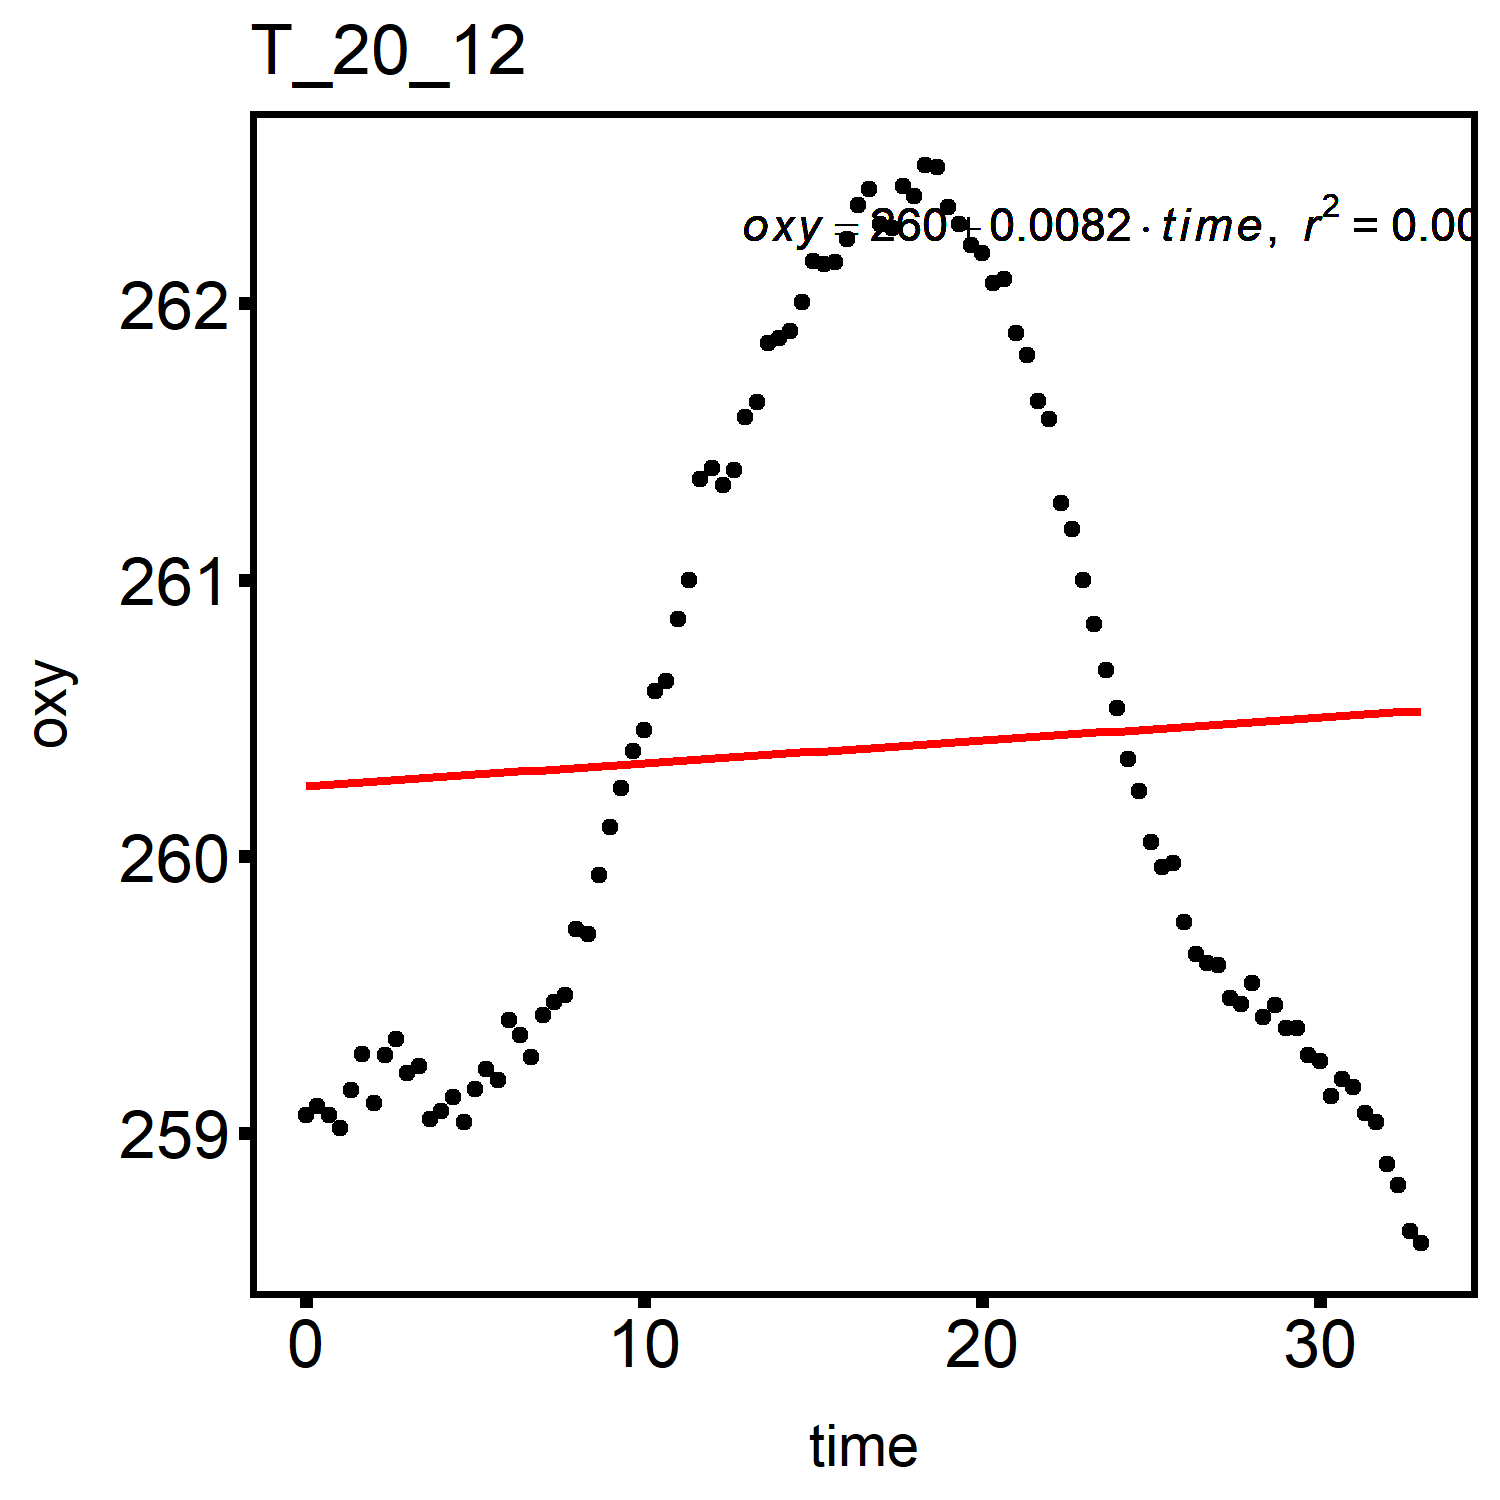 T_20_12
oxy = 260 + 0.0082 · time, r² = 0.00
262
261
260
259
oxy
0 10 20 30
time